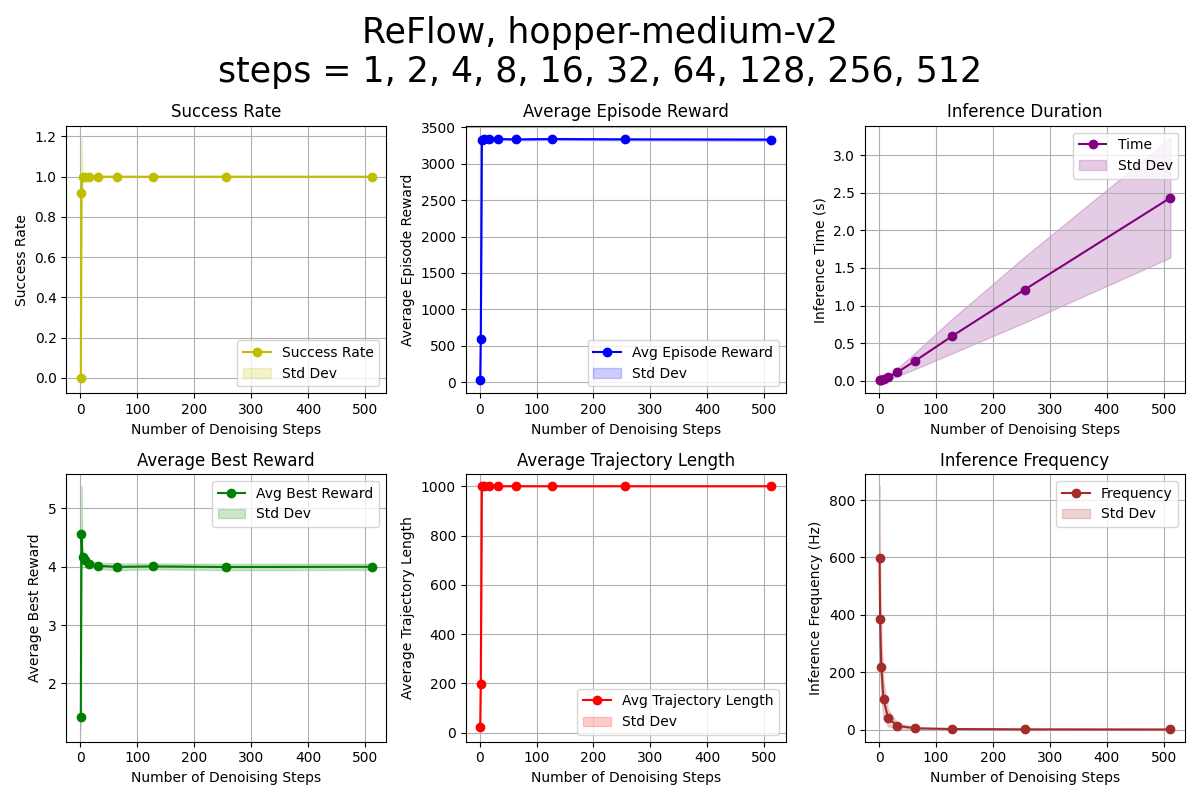 ReFlow, hopper-medium-v2
steps = 1, 2, 4, 8, 16, 32, 64, 128, 256, 512
Success Rate
Success Rate
1.2
1.0
0.8
0.6
0.4
0.2
0.0
Success Rate
Std Dev
0 100 200 300 400 500
Number of Denoising Steps
Average Episode Reward
Average Episode Reward
3500
3000
2500
2000
1500
1000
500
0
Avg Episode Reward
Std Dev
0 100 200 300 400 500
Number of Denoising Steps
Inference Duration
Inference Time (s)
3.0
2.5
2.0
1.5
1.0
0.5
0.0
Time
Std Dev
0 100 200 300 400 500
Number of Denoising Steps
Average Best Reward
Average Best Reward
5
4
3
2
Avg Best Reward
Std Dev
0 100 200 300 400 500
Number of Denoising Steps
Average Trajectory Length
Average Trajectory Length
1000
800
600
400
200
0
Avg Trajectory Length
Std Dev
0 100 200 300 400 500
Number of Denoising Steps
Inference Frequency
Inference Frequency (Hz)
800
600
400
200
0
Frequency
Std Dev
0 100 200 300 400 500
Number of Denoising Steps